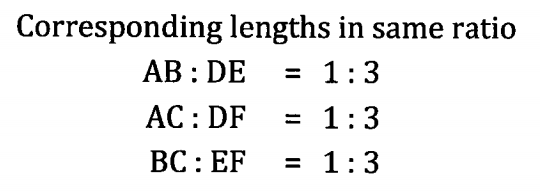 Corresponding lengths in same ratio
AB : DE = 1 : 3
AC : DF = 1 : 3
BC : EF = 1 : 3